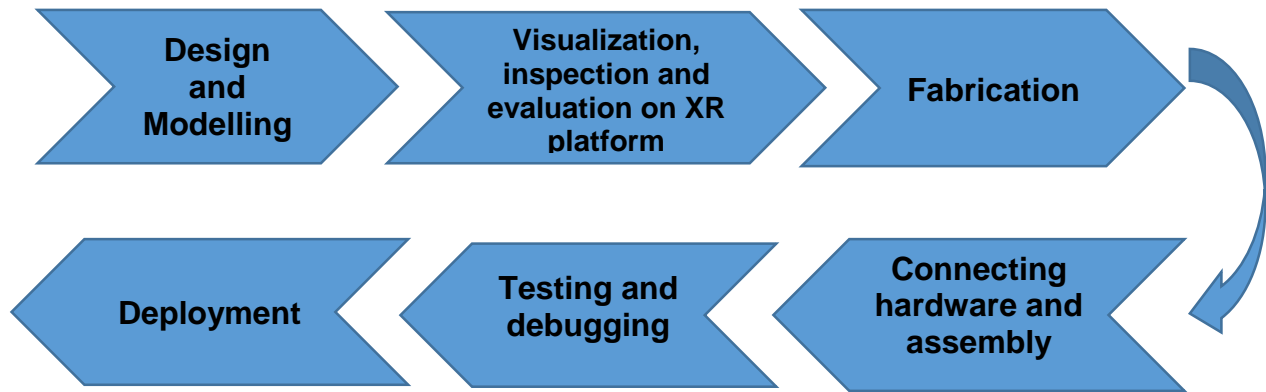 Design
and
Modelling
Visualization,
inspection and
evaluation on XR
platform
Fabrication
Connecting
hardware and
assembly
Testing and
debugging
Deployment